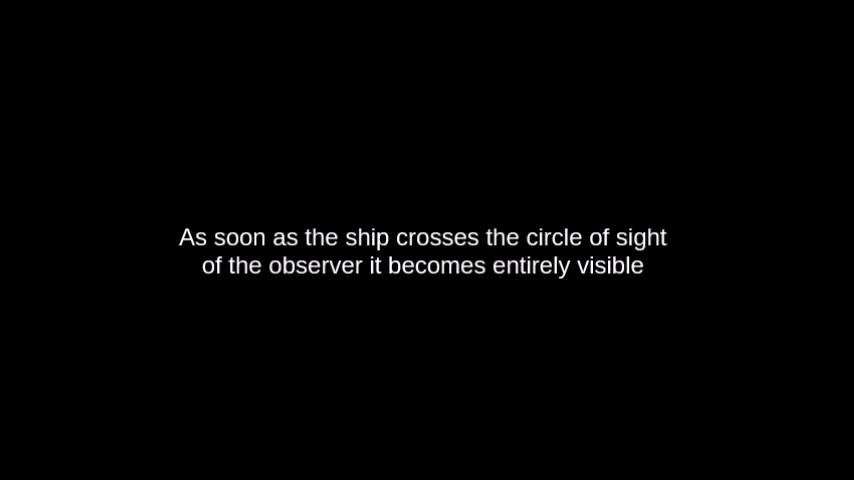 As soon as the ship crosses the circle of sight
of the observer it becomes entirely visible